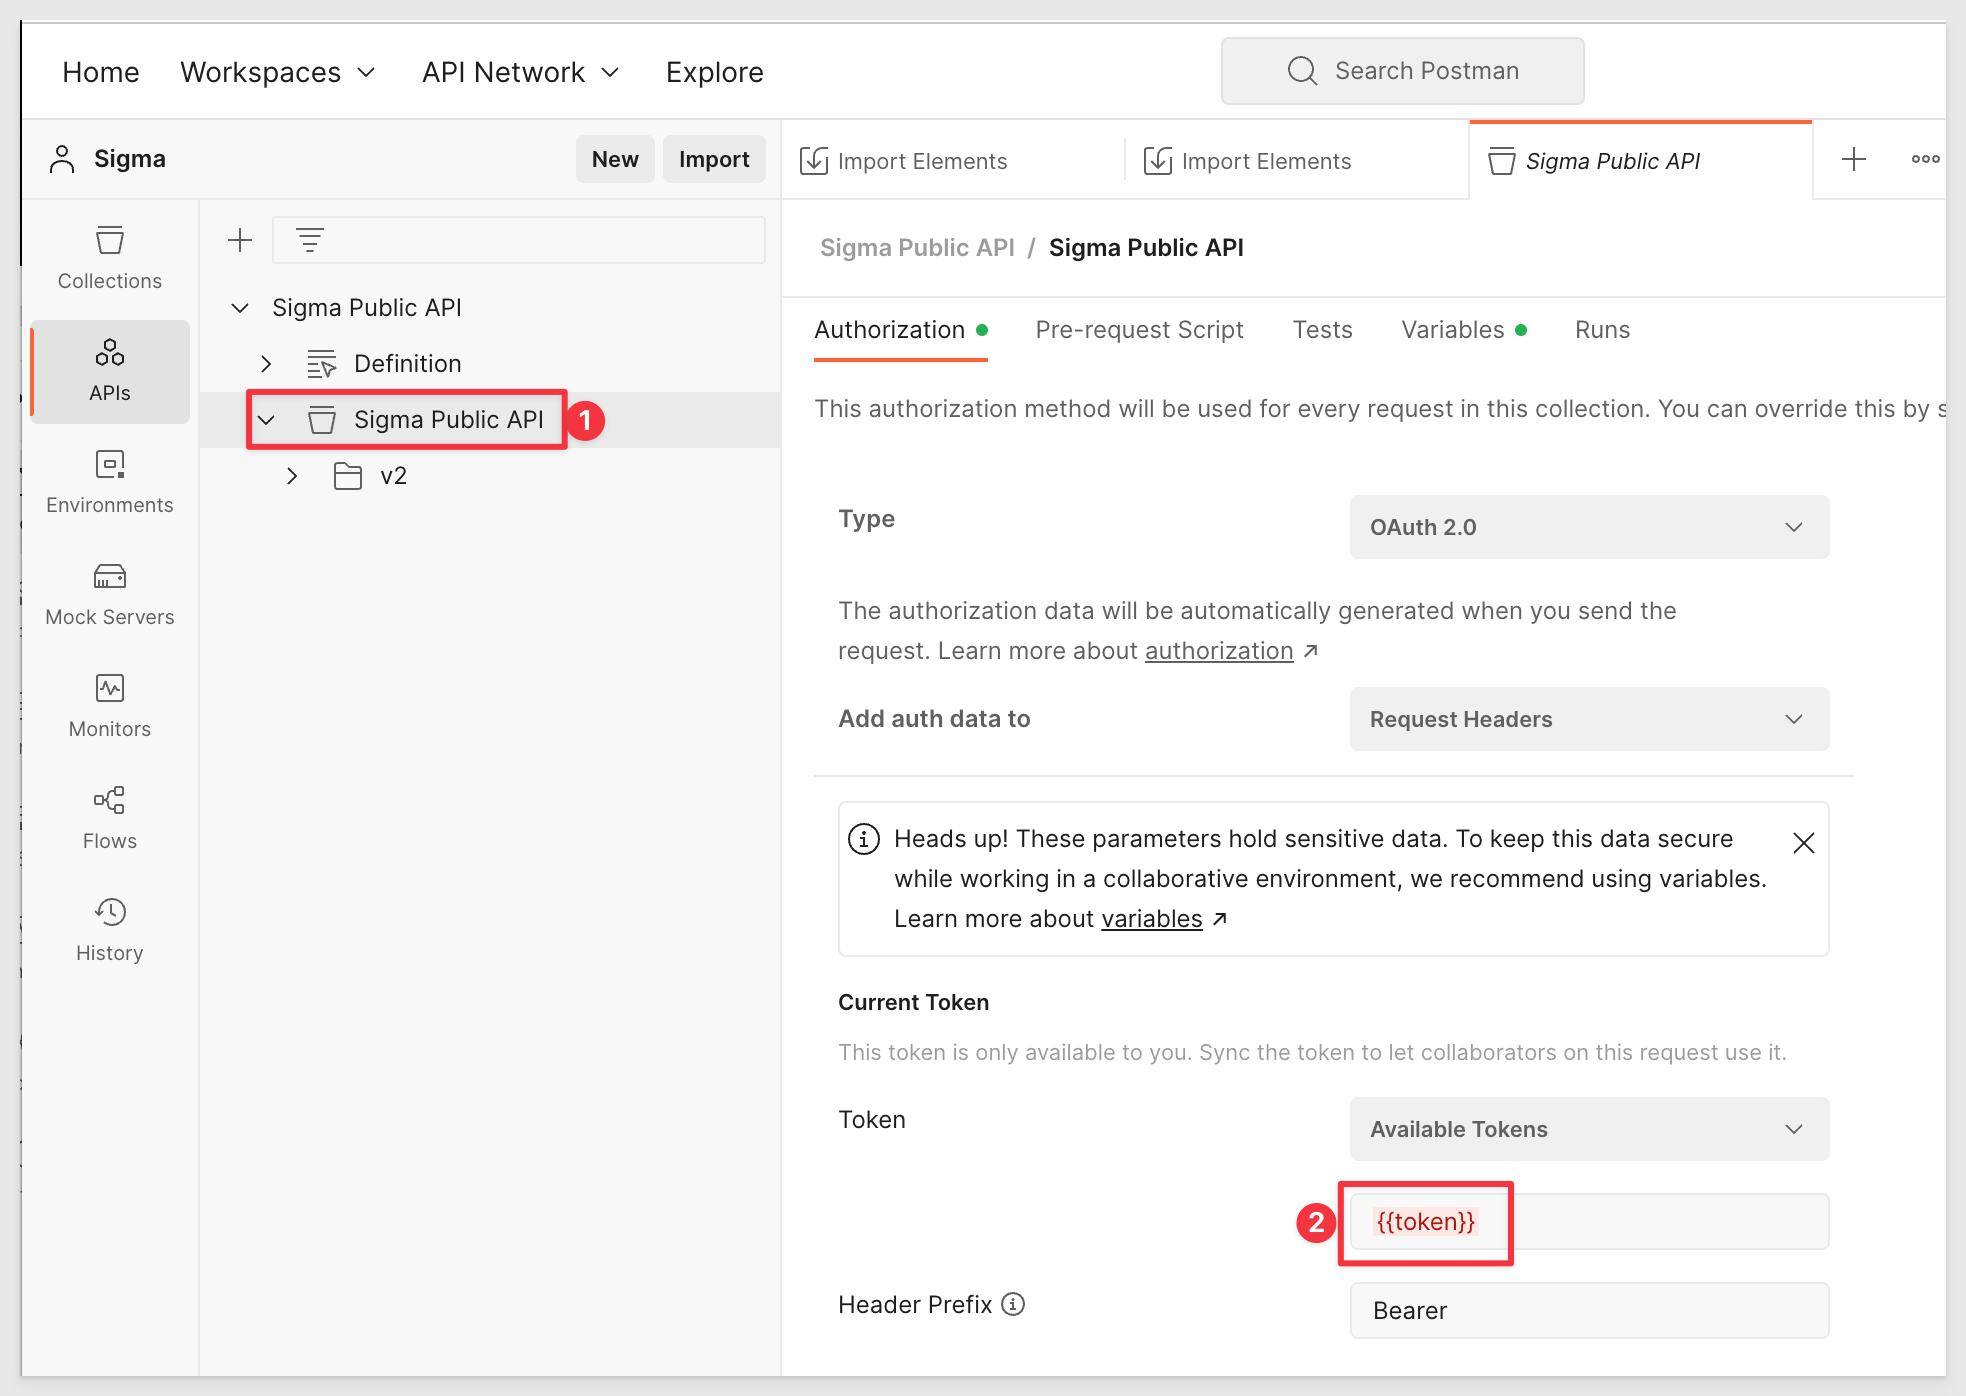 Home Workspaces API Network Explore Search Postman
Sigma New Import
Import Elements Import Elements Sigma Public API
Collections
APIs
Environments
Mock Servers
Monitors
Flows
History
Sigma Public API
Definition
Sigma Public API 1
v2
Sigma Public API / Sigma Public API
Authorization Pre-request Script Tests Variables Runs
This authorization method will be used for every request in this collection. You can override this by s
Type OAuth 2.0
The authorization data will be automatically generated when you send the
request. Learn more about authorization ↗
Add auth data to Request Headers
Heads up! These parameters hold sensitive data. To keep this data secure
while working in a collaborative environment, we recommend using variables.
Learn more about variables ↗
Current Token
This token is only available to you. Sync the token to let collaborators on this request use it.
Token Available Tokens
2 {{token}}
Header Prefix Bearer